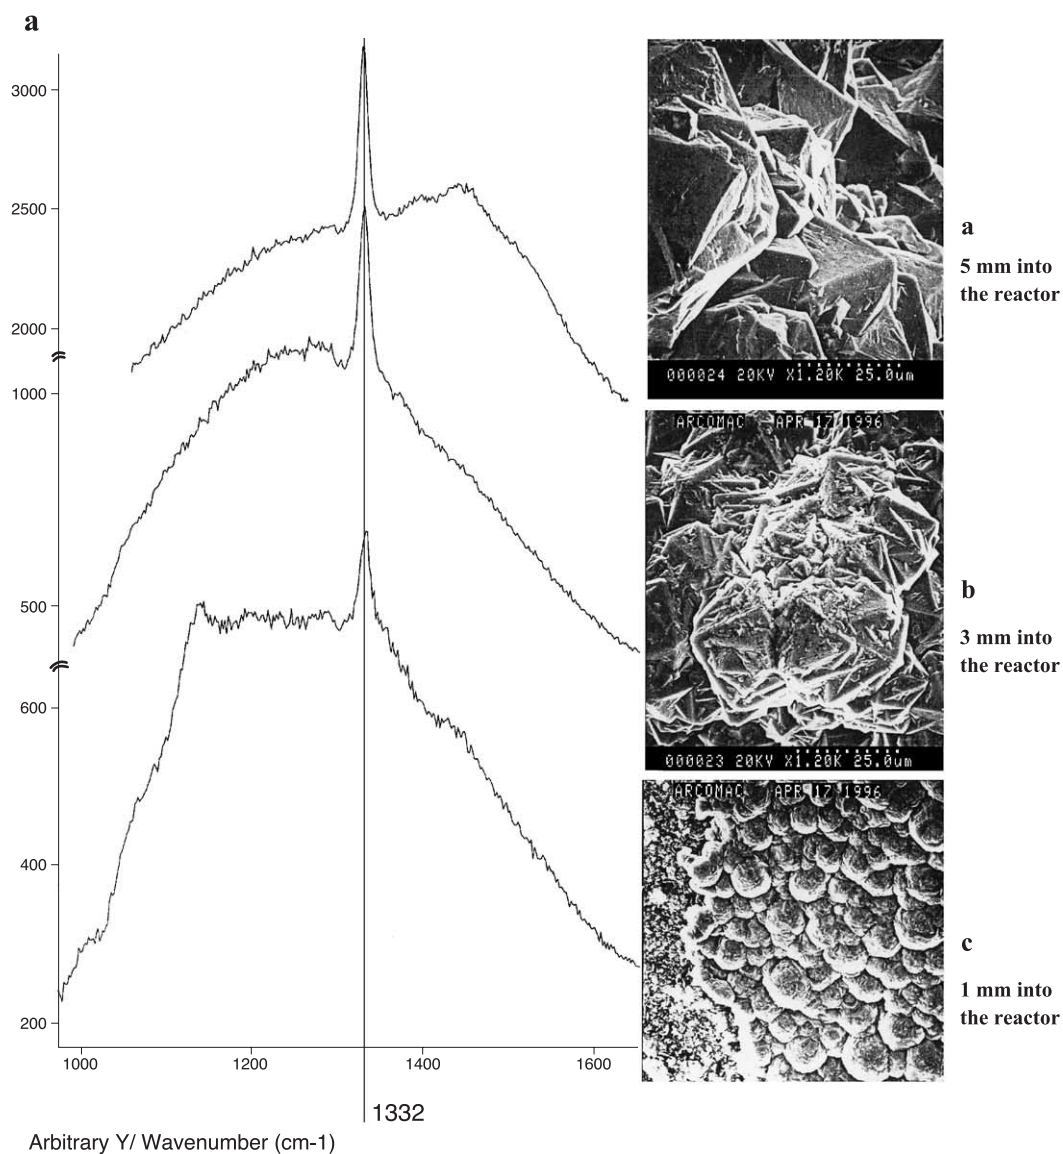 a
3000
2500
2000
1000
500
600
400
200
1000 1200 1400 1600
1332
Arbitrary Y/ Wavenumber (cm-1)
000024 20KV X1.20K 25.0um
a
5 mm into
the reactor
ARCOMAC APR 17 1996
000023 20KV X1.20K 25.0um
b
3 mm into
the reactor
ARCOMAC APR 17 1996
c
1 mm into
the reactor